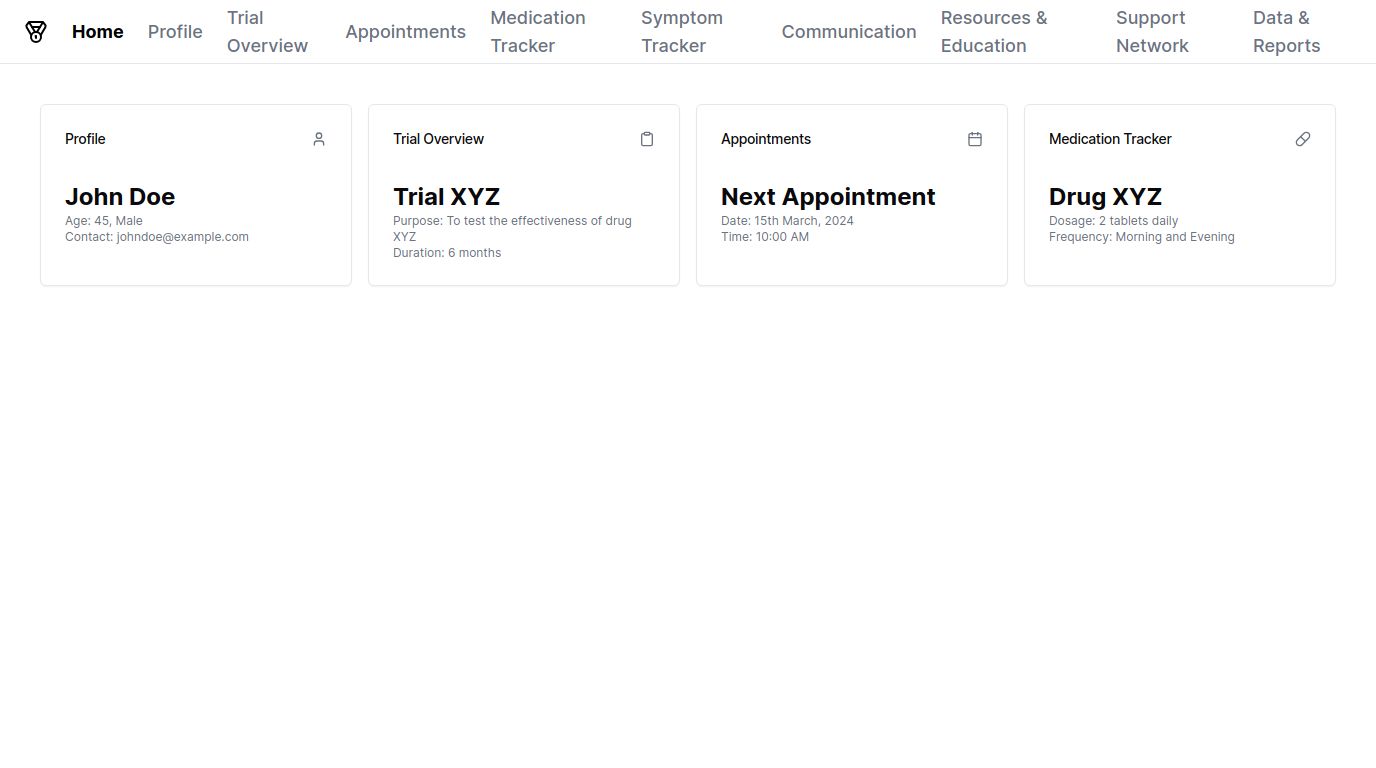 Home
Profile
Trial
Overview
Appointments
Medication
Tracker
Symptom
Tracker
Communication
Resources &
Education
Support
Network
Data &
Reports
Profile
John Doe
Age: 45, Male
Contact: johndoe@example.com
Trial Overview
Trial XYZ
Purpose: To test the effectiveness of drug
XYZ
Duration: 6 months
Appointments
Next Appointment
Date: 15th March, 2024
Time: 10:00 AM
Medication Tracker
Drug XYZ
Dosage: 2 tablets daily
Frequency: Morning and Evening